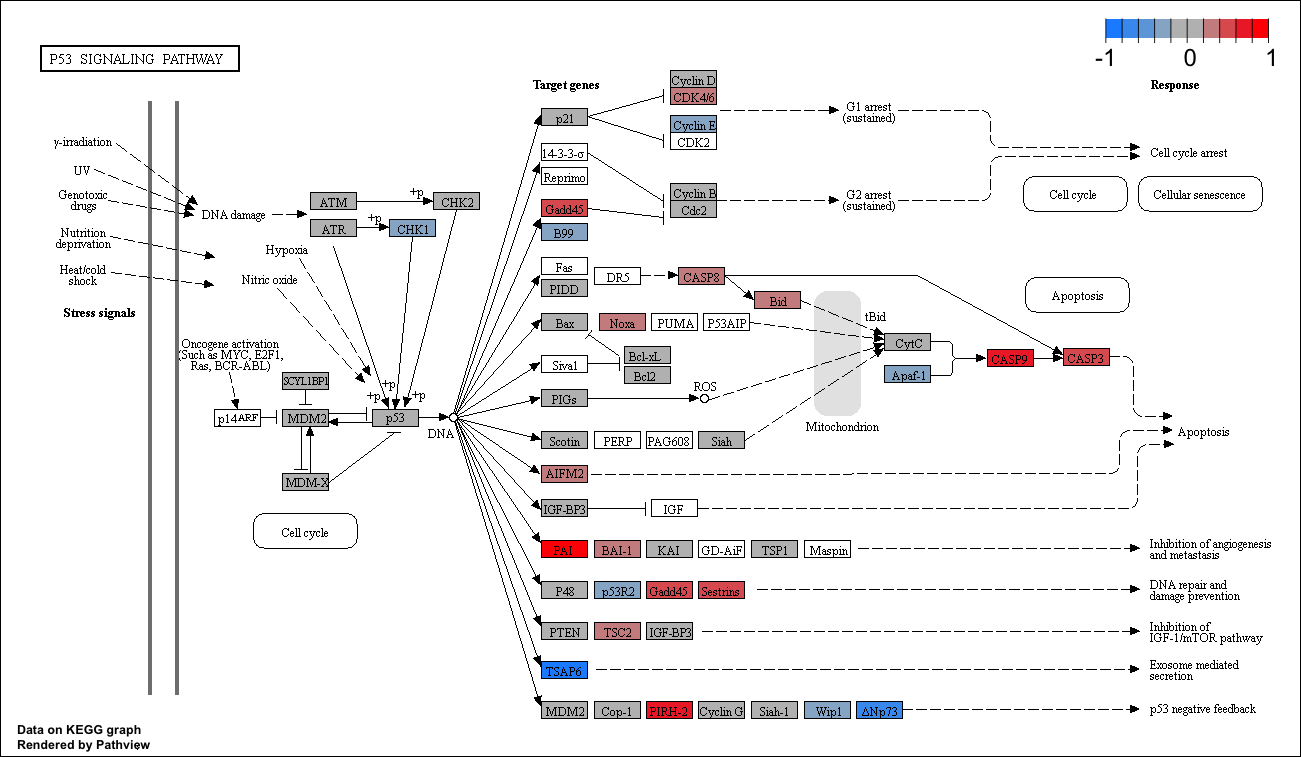 P53 SIGNALING PATHWAY
-1 0 1
Target genes
Response
Cyclin D
CDK4/6
p21
G1 arrest
(sustained)
Cyclin E
CDK2
γ-irradiation
UV
Genotoxic
drugs
Nutrition
deprivation
Heat/cold
shock
Stress signals
DNA damage
ATM
+p
CHK2
ATR
+p
CHK1
Hypoxia
Nitric oxide
14-3-3-σ
Reprimo
Cell cycle arrest
Cyclin B
Cdc2
G2 arrest
(sustained)
Cell cycle
Cellular senescence
Gadd45
B99
Fas
PIDD
DR5
CASP8
Bid
Apoptosis
tBid
Bax
Noxa
PUMA
P53AIP
CytC
Apaf-1
CASP9
CASP3
Siva1
Bcl-xL
Bcl2
Oncogene activation
(Such as MYC, E2F1,
Ras, BCR-ABL)
SCYL1BP1
+p
+p
+p
p14ARF
MDM2
p53
DNA
MDM-X
Cell cycle
PIGs
ROS
Mitochondrion
Scotin
PERP
PAG608
Siah
Apoptosis
AIFM2
IGF-BP3
IGF
PAI
BAI-1
KAI
GD-AiF
TSP1
Maspin
Inhibition of angiogenesis
and metastasis
P48
p53R2
Gadd45
Sestrins
DNA repair and
damage prevention
PTEN
TSC2
IGF-BP3
Inhibition of
IGF-1/mTOR pathway
TSAP6
Exosome mediated
secretion
MDM2
Cop-1
PIRH-2
Cyclin G
Siah-1
Wip1
ΔNp73
p53 negative feedback
Data on KEGG graph
Rendered by Pathview